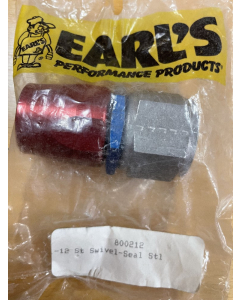 EARL'S
PERFORMANCE PRODUCTS
EARL'S
800212
-12 St Swivel-Seal Stl